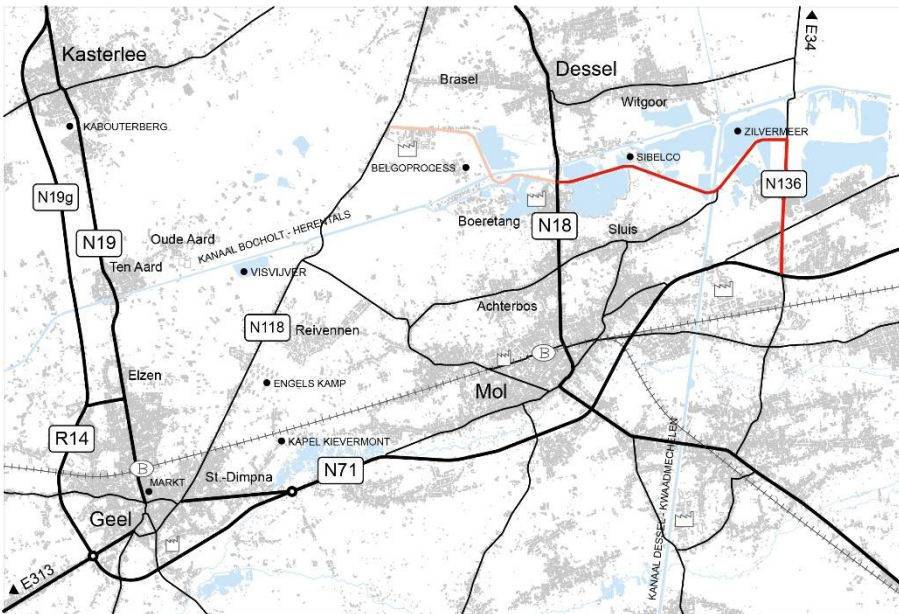 E34
Kasterlee
Dessel
Brasel
Witgoor
KABOUTERBERG
ZILVERMEER
SIBELCO
BELGOPROCESS
N136
N19g
Boeretang
N18
Sluis
N19
Oude Aard
KANAAL BOCHOLT - HERENTALS
Ten Aard
VISVIJVER
Achterbos
N118
Reivennen
B
Elzen
ENGELS KAMP
Mol
R14
KAPEL KIEVERMONT
KANAAL DESSEL - KWAADMECHELEN
B
St.-Dimpna
N71
MARKT
Geel
E313